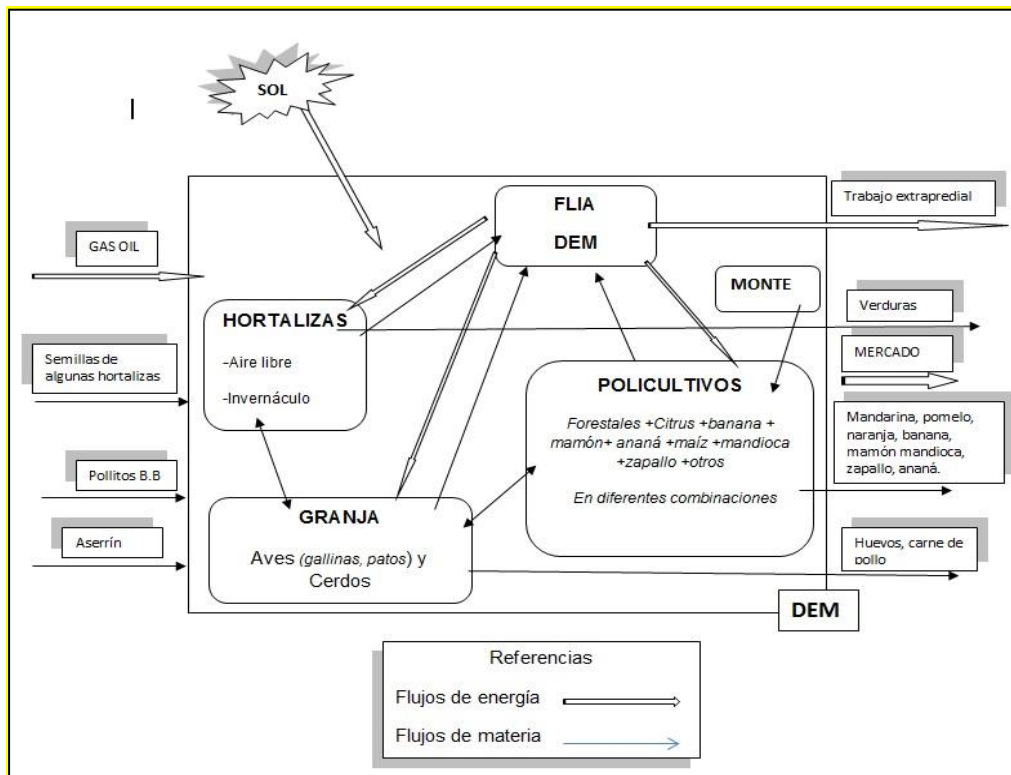 SOL
FLIA
DEM
Trabajo extrapredial
GAS OIL
MONTE
Verduras
HORTALIZAS
-Aire libre
-Invernáculo
Semillas de
algunas hortalizas
MERCADO
POLICULTIVOS
Forestales +Citrus +banana +
mamón+ ananá +maíz +mandioca
+zapallo +otros
En diferentes combinaciones
Mandarina, pomelo,
naranja, banana,
mamón mandioca,
zapallo, ananá.
Pollitos B.B
GRANJA
Aves (gallinas, patos) y
Cerdos
Aserrín
Huevos, carne de
pollo
DEM
Referencias
Flujos de energía
Flujos de materia